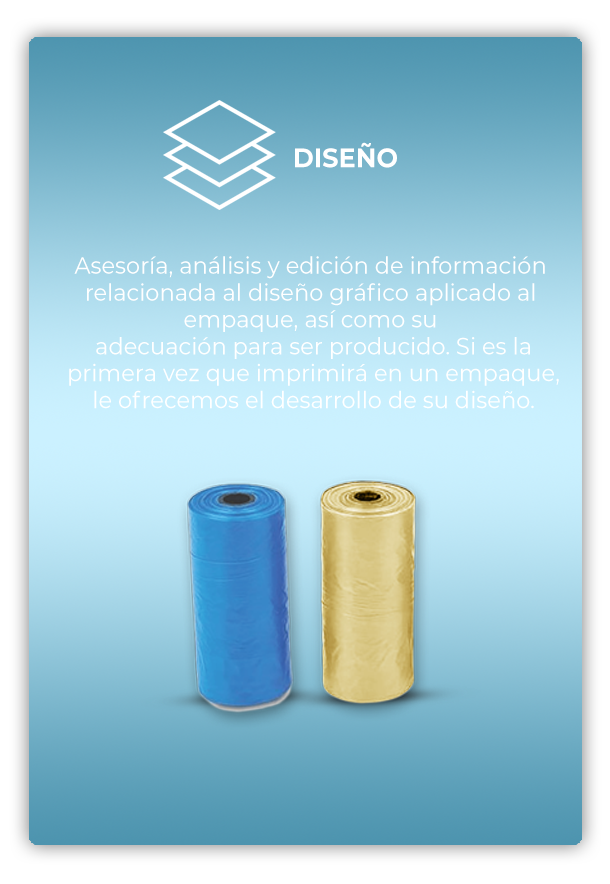 DISEÑO
Asesoría, análisis y edición de información
relacionada al diseño gráfico aplicado al
empaque, así como su
adecuación para ser producido. Si es la
primera vez que imprimirá en un empaque,
le ofrecemos el desarrollo de su diseño.